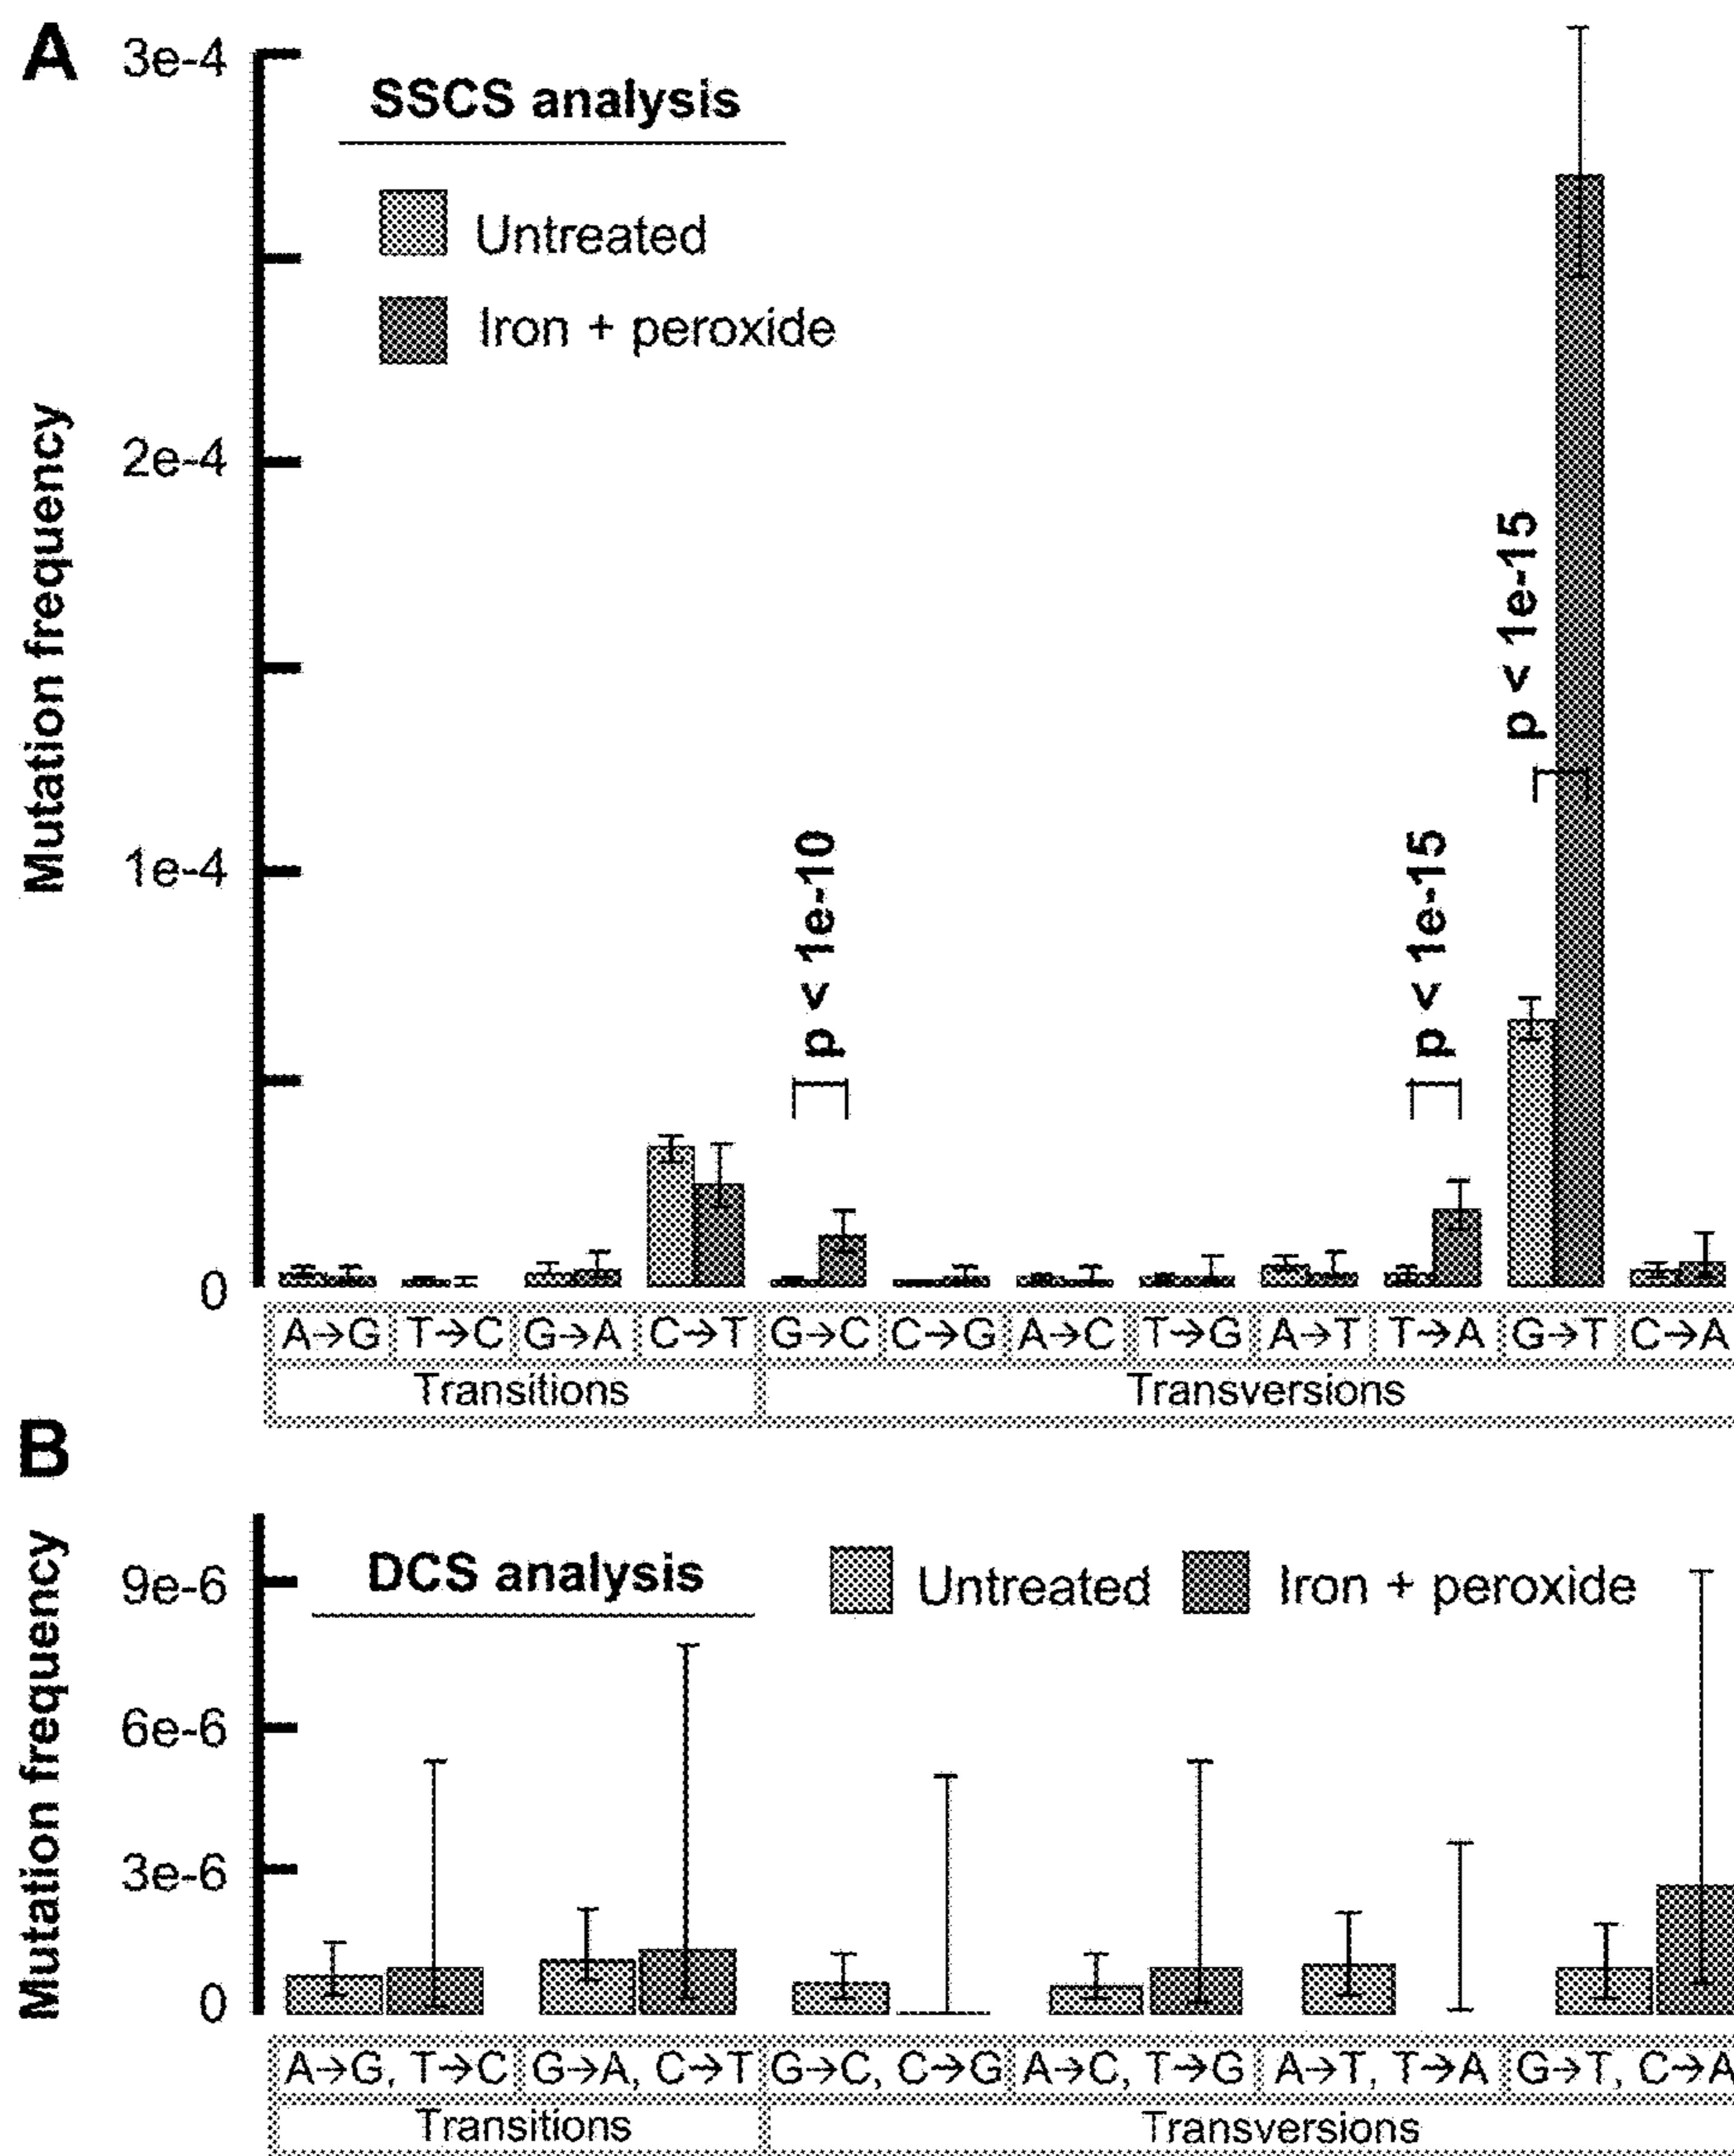 A
3e-4
SSCS analysis
Untreated
Iron + peroxide
2e-4
1e-4
0
Mutation frequency
p < 1e-10
p < 1e-15
p < 1e-15
A→G T→C G→A C→T G→C C→G A→C T→G A→T T→A G→T C→A
Transitions Transversions
B
9e-6
DCS analysis Untreated Iron + peroxide
6e-6
3e-6
0
Mutation frequency
A→G, T→C G→A, C→T G→C, C→G A→C, T→G A→T, T→A G→T, C→A
Transitions Transversions